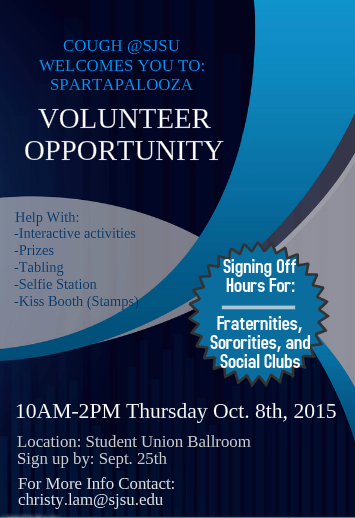 COUGH @SJSU
WELCOMES YOU TO:
SPARTAPALOOZA
VOLUNTEER
OPPORTUNITY
Help With:
-Interactive activities
-Prizes
-Tabling
-Selfie Station
-Kiss Booth (Stamps)
Signing Off
Hours For:
Fraternities,
Sororities, and
Social Clubs
10AM-2PM Thursday Oct. 8th, 2015
Location: Student Union Ballroom
Sign up by: Sept. 25th
For More Info Contact:
christy.lam@sjsu.edu